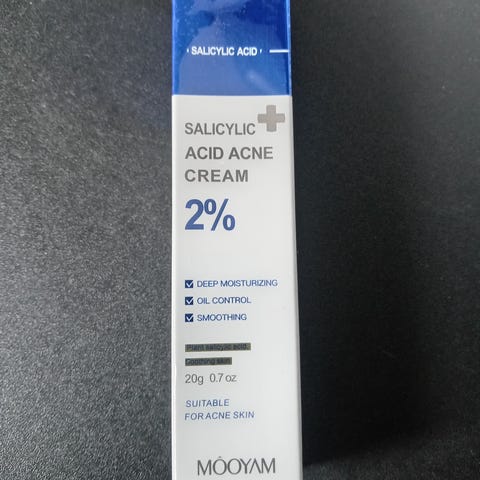 SALICYLIC ACID
SALICYLIC
ACID ACNE
CREAM
2%
DEEP MOISTURIZING
OIL CONTROL
SMOOTHING
Plant salicylic acid,
Soothing skin
20g 0.7 oz
SUITABLE
FOR ACNE SKIN
MÔOYAM